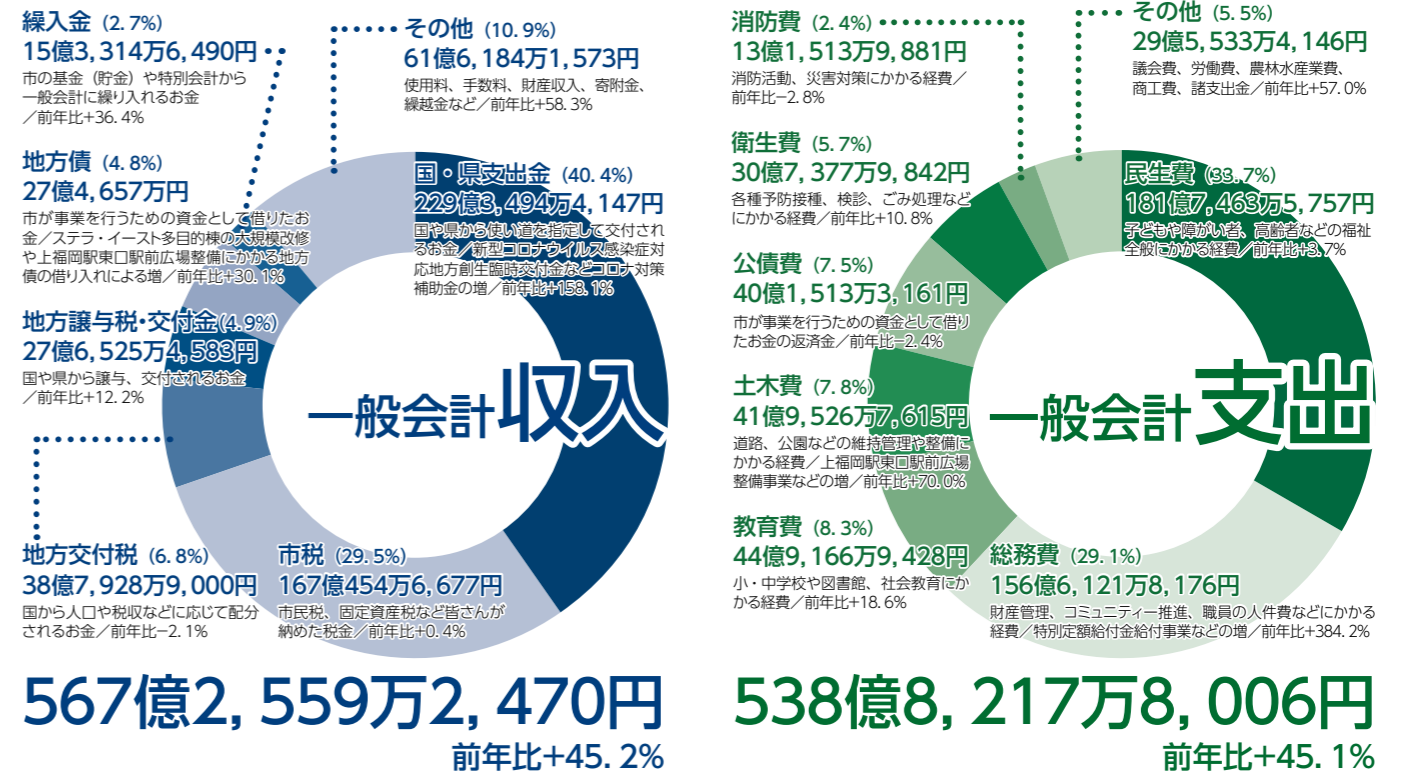 繰入金（2.7%）
15億3,314万6,490円
市の基金（貯金）や特別会計から
一般会計に繰り入れるお金
／前年比+36.4%
その他（10.9%）
61億6,184万1,573円
使用料、手数料、財産収入、寄附金、
繰越金など／前年比+58.3%
地方債（4.8%）
27億4,657万円
市が事業を行うための資金として借りたお
金／ステラ・イースト多目的棟の大規模改修
や上福岡駅東口駅前広場整備にかかる地方
債の借り入れによる増／前年比+30.1%
国・県支出金（40.4%）
229億3,494万4,147円
国や県から使い道を指定して交付され
るお金／新型コロナウイルス感染症対
応地方創生臨時交付金などコロナ対策
補助金の増／前年比+158.1%
地方譲与税・交付金(4.9%)
27億6,525万4,583円
国や県から譲与、交付されるお金
／前年比+12.2%
一般会計収入
地方交付税（6.8%）
38億7,928万9,000円
国から人口や税収などに応じて配分
されるお金／前年比−2.1%
市税（29.5%）
167億454万6,677円
市民税、固定資産税など皆さんが
納めた税金／前年比+0.4%
567億2,559万2,470円
前年比+45.2%
消防費（2.4%）
13億1,513万9,881円
消防活動、災害対策にかかる経費／
前年比−2.8%
その他（5.5%）
29億5,533万4,146円
議会費、労働費、農林水産業費、
商工費、諸支出金／前年比+57.0%
衛生費（5.7%）
30億7,377万9,842円
各種予防接種、検診、ごみ処理など
にかかる経費／前年比+10.8%
民生費（33.7%）
181億7,463万5,757円
子どもや障がい者、高齢者などの福祉
全般にかかる経費／前年比+3.7%
公債費（7.5%）
40億1,513万3,161円
市が事業を行うための資金として借り
たお金の返済金／前年比−2.4%
土木費（7.8%）
41億9,526万7,615円
道路、公園などの維持管理や整備に
かかる経費／上福岡駅東口駅前広場
整備事業などの増／前年比+70.0%
一般会計支出
教育費（8.3%）
44億9,166万9,428円
小・中学校や図書館、社会教育にか
かる経費／前年比+18.6%
総務費（29.1%）
156億6,121万8,176円
財産管理、コミュニティー推進、職員の人件費などにかかる
経費／特別定額給付金給付事業などの増／前年比+384.2%
538億8,217万8,006円
前年比+45.1%